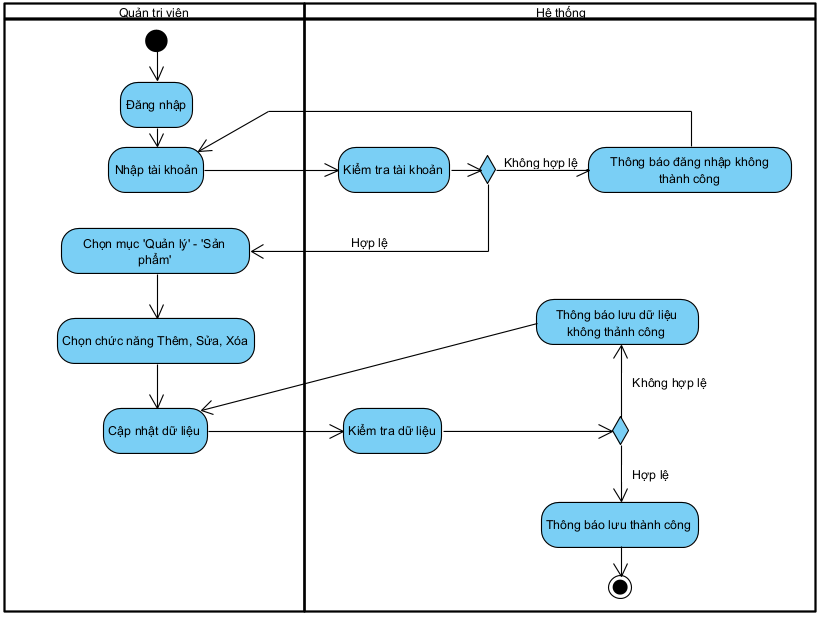 Quản trị viên
Hệ thống
Đăng nhập
Nhập tài khoản
Kiểm tra tài khoản
Không hợp lệ
Thông báo đăng nhập không
thành công
Chọn mục 'Quản lý' - 'Sản
phẩm'
Hợp lệ
Thông báo lưu dữ liệu
không thảnh công
Chọn chức năng Thêm, Sửa, Xóa
Không hợp lệ
Cập nhật dữ liệu
Kiểm tra dữ liệu
Hợp lệ
Thông báo lưu thành công